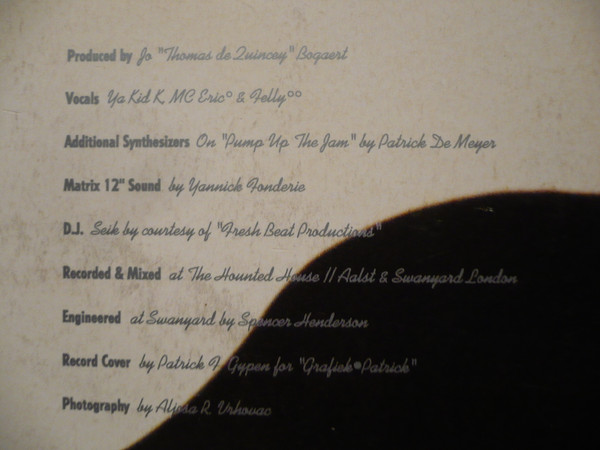 Produced by Jo "Thomas de Quincey" Bogaert
Vocals Ya Kid K, MC Eric° & Felly°°
Additional Synthesizers On "Pump Up The Jam" by Patrick De Meyer
Matrix 12" Sound by Yannick Fonderie
D.J. Seik by courtesy of "Fresh Beat Productions"
Recorded & Mixed at The Hounted House // Aalst & Swanyard London
Engineered at Swanyard by Spencer Henderson
Record Cover by Patrick V. Gypen for "Grafiek•Patrick"
Photography by Aljosa R. Vrhovac